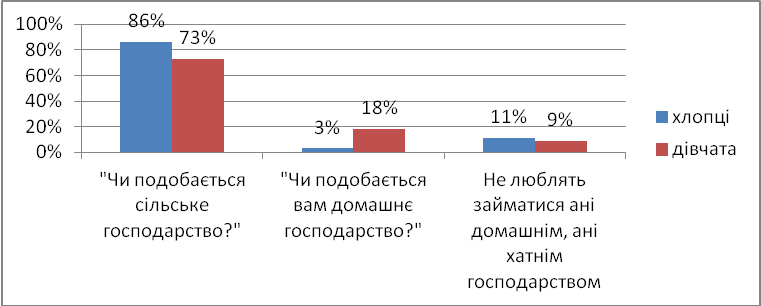 100%
80%
60%
40%
20%
0%
86%
73%
3%
18%
11%
9%
"Чи подобається
сільське
господарство?"
"Чи подобається
вам домашнє
господарство?"
Не люблять
займатися ані
домашнім, ані
хатнім
господарством
хлопці
дівчата